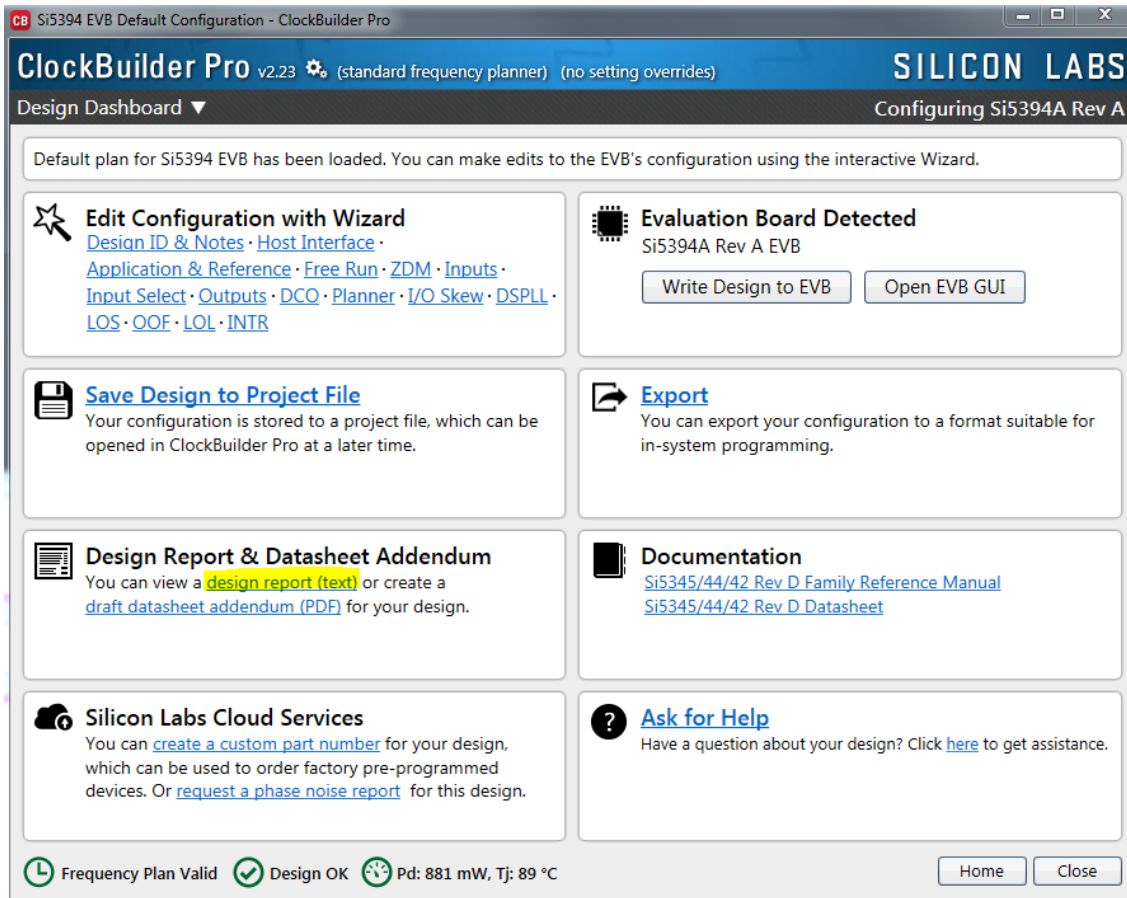 CB Si5394 EVB Default Configuration - ClockBuilder Pro
ClockBuilder Pro v2.23 (standard frequency planner) (no setting overrides) SILICON LABS
Design Dashboard ▼ Configuring Si5394A Rev A
Default plan for Si5394 EVB has been loaded. You can make edits to the EVB's configuration using the interactive Wizard.
Edit Configuration with Wizard
Design ID & Notes · Host Interface ·
Application & Reference · Free Run · ZDM · Inputs ·
Input Select · Outputs · DCO · Planner · I/O Skew · DSPLL ·
LOS · OOF · LOL · INTR
Evaluation Board Detected
Si5394A Rev A EVB
Write Design to EVB Open EVB GUI
Save Design to Project File
Your configuration is stored to a project file, which can be
opened in ClockBuilder Pro at a later time.
Export
You can export your configuration to a format suitable for
in-system programming.
Design Report & Datasheet Addendum
You can view a design report (text) or create a
draft datasheet addendum (PDF) for your design.
Documentation
Si5345/44/42 Rev D Family Reference Manual
Si5345/44/42 Rev D Datasheet
Silicon Labs Cloud Services
You can create a custom part number for your design,
which can be used to order factory pre-programmed
devices. Or request a phase noise report for this design.
? Ask for Help
Have a question about your design? Click here to get assistance.
Frequency Plan Valid Design OK Pd: 881 mW, Tj: 89 °C Home Close